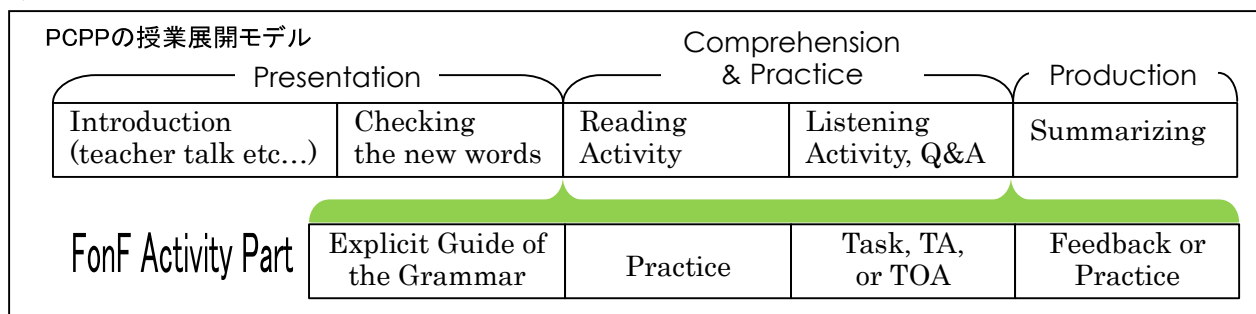 PCPPの授業展開モデル
Presentation
Comprehension
& Practice
Production
Introduction
(teacher talk etc...)
Checking
the new words
Reading
Activity
Listening
Activity, Q&A
Summarizing
FonF Activity Part
Explicit Guide of
the Grammar
Practice
Task, TA,
or TOA
Feedback or
Practice